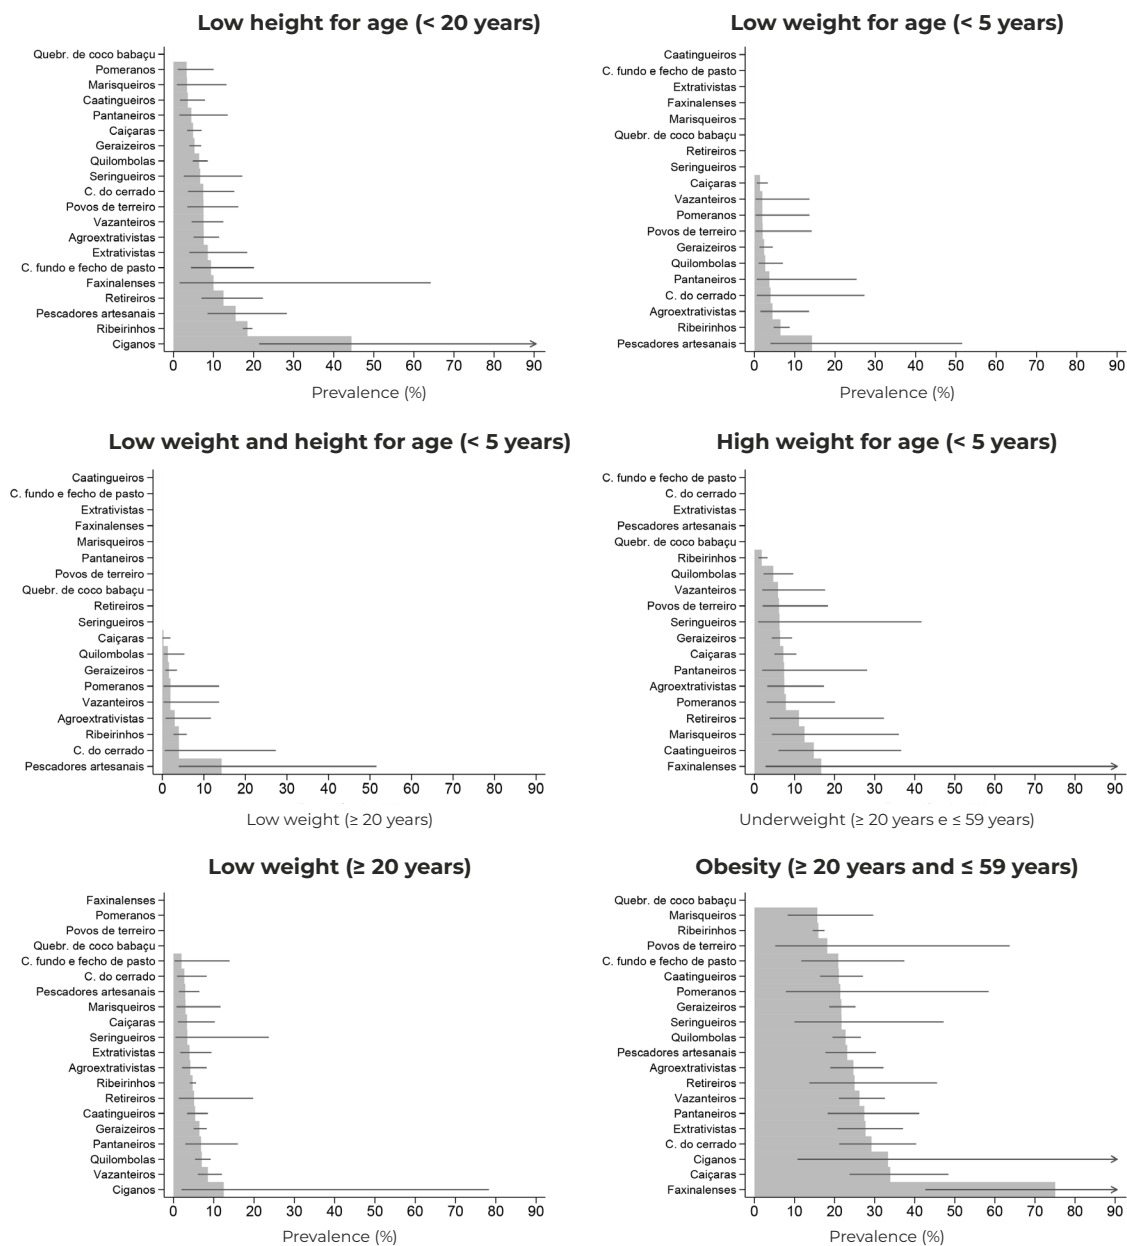 Low height for age (< 20 years)
Quebr. de coco babaçu
Pomeranos
Marisqueiros
Caatingueiros
Pantaneiros
Caiçaras
Geraizeiros
Quilombolas
Seringueiros
C. do cerrado
Povos de terreiro
Vazanteiros
Agroextrativistas
Extrativistas
C. fundo e fecho de pasto
Faxinalenses
Retireiros
Pescadores artesanais
Ribeirinhos
Ciganos
0 10 20 30 40 50 60 70 80 90
Prevalence (%)
Low weight for age (< 5 years)
Caatingueiros
C. fundo e fecho de pasto
Extrativistas
Faxinalenses
Marisqueiros
Quebr. de coco babaçu
Retireiros
Seringueiros
Caiçaras
Vazanteiros
Pomeranos
Povos de terreiro
Geraizeiros
Quilombolas
Pantaneiros
C. do cerrado
Agroextrativistas
Ribeirinhos
Pescadores artesanais
0 10 20 30 40 50 60 70 80 90
Prevalence (%)
Low weight and height for age (< 5 years)
Caatingueiros
C. fundo e fecho de pasto
Extrativistas
Faxinalenses
Marisqueiros
Pantaneiros
Povos de terreiro
Quebr. de coco babaçu
Retireiros
Seringueiros
Caiçaras
Quilombolas
Geraizeiros
Pomeranos
Vazanteiros
Agroextrativistas
Ribeirinhos
C. do cerrado
Pescadores artesanais
0 10 20 30 40 50 60 70 80 90
Low weight (≥ 20 years)
High weight for age (< 5 years)
C. fundo e fecho de pasto
C. do cerrado
Extrativistas
Pescadores artesanais
Quebr. de coco babaçu
Ribeirinhos
Quilombolas
Vazanteiros
Povos de terreiro
Seringueiros
Geraizeiros
Caiçaras
Pantaneiros
Agroextrativistas
Pomeranos
Retireiros
Marisqueiros
Caatingueiros
Faxinalenses
0 10 20 30 40 50 60 70 80 90
Underweight (≥ 20 years e ≤ 59 years)
Low weight (≥ 20 years)
Faxinalenses
Pomeranos
Povos de terreiro
Quebr. de coco babaçu
C. fundo e fecho de pasto
C. do cerrado
Pescadores artesanais
Marisqueiros
Caiçaras
Seringueiros
Extrativistas
Agroextrativistas
Ribeirinhos
Retireiros
Caatingueiros
Geraizeiros
Pantaneiros
Quilombolas
Vazanteiros
Ciganos
0 10 20 30 40 50 60 70 80 90
Prevalence (%)
Obesity (≥ 20 years and ≤ 59 years)
Quebr. de coco babaçu
Marisqueiros
Ribeirinhos
Povos de terreiro
C. fundo e fecho de pasto
Caatingueiros
Pomeranos
Geraizeiros
Seringueiros
Quilombolas
Pescadores artesanais
Agroextrativistas
Retireiros
Vazanteiros
Pantaneiros
Extrativistas
C. do cerrado
Ciganos
Caiçaras
Faxinalenses
0 10 20 30 40 50 60 70 80 90
Prevalence (%)